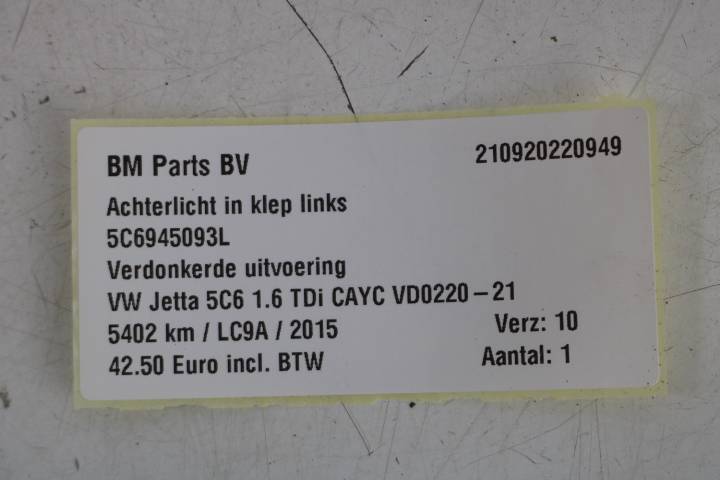 BM Parts BV 210920220949
Achterlicht in klep links
5C6945093L
Verdonkerde uitvoering
VW Jetta 5C6 1.6 TDi CAYC VD0220-21
5402 km / LC9A / 2015 Verz: 10
42.50 Euro incl. BTW Aantal: 1